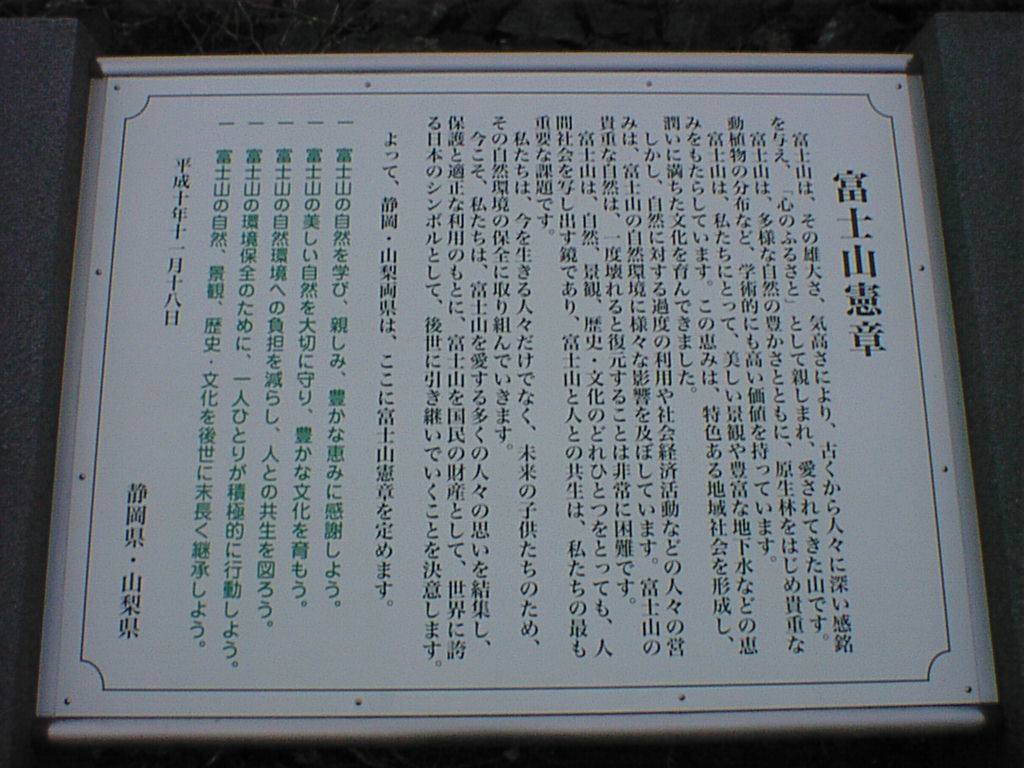 富士山憲章
富士山は、その雄大さ、気高さにより、古くから人々に深い感銘
を与え、「心のふるさと」として親しまれ、愛されてきた山です。
富士山は、多様な自然の豊かさとともに、原生林をはじめ貴重な
動植物の分布など、学術的にも高い価値を持っています。
富士山は、私たちにとって、美しい景観や豊富な地下水などの恵
みをもたらしています。この恵みは、特色ある地域社会を形成し、
潤いに満ちた文化を育んできました。
しかし、自然に対する過度の利用や社会経済活動などの人々の営
みは、富士山の自然環境に様々な影響を及ぼしています。富士山の
貴重な自然は、一度壊れると復元することは非常に困難です。
富士山は、自然、景観、歴史・文化のどれひとつをとっても、人
間社会を写し出す鏡であり、富士山と人との共生は、私たちの最も
重要な課題です。
私たちは、今を生きる人々だけでなく、未来の子供たちのため、
その自然環境の保全に取り組んでいきます。
今こそ、私たちは、富士山を愛する多くの人々の思いを結集し、
保護と適正な利用のもとに、富士山を国民の財産として、世界に誇
る日本のシンボルとして、後世に引き継いでいくことを決意します。
よって、静岡・山梨両県は、ここに富士山憲章を定めます。
一 富士山の自然を学び、親しみ、豊かな恵みに感謝しよう。
一 富士山の美しい自然を大切に守り、豊かな文化を育もう。
一 富士山の自然環境への負担を減らし、人との共生を図ろう。
一 富士山の環境保全のために、一人ひとりが積極的に行動しよう。
一 富士山の自然、景観、歴史・文化を後世に末長く継承しよう。
平成十年十一月十八日
静岡県・山梨県